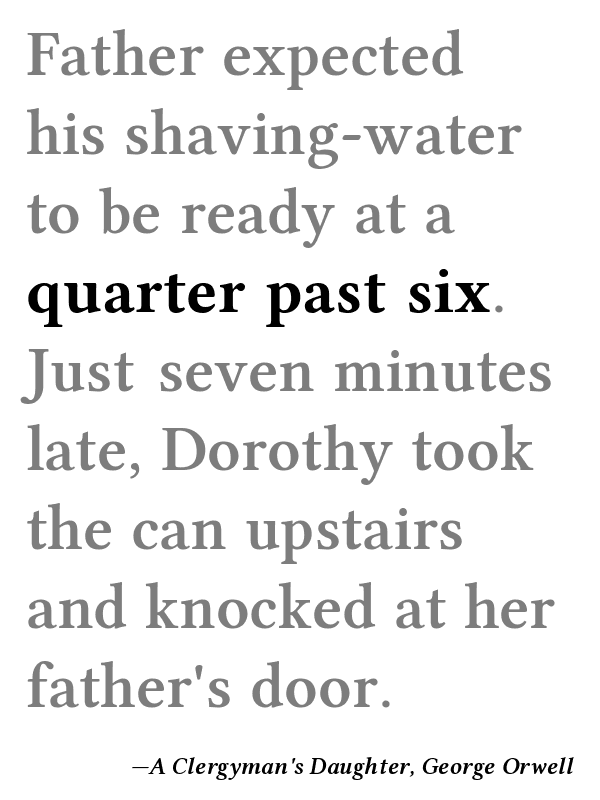 Father expected
his shaving-water
to be ready at a
quarter past six.
Just seven minutes
late, Dorothy took
the can upstairs
and knocked at her
father's door.
—A Clergyman's Daughter, George Orwell